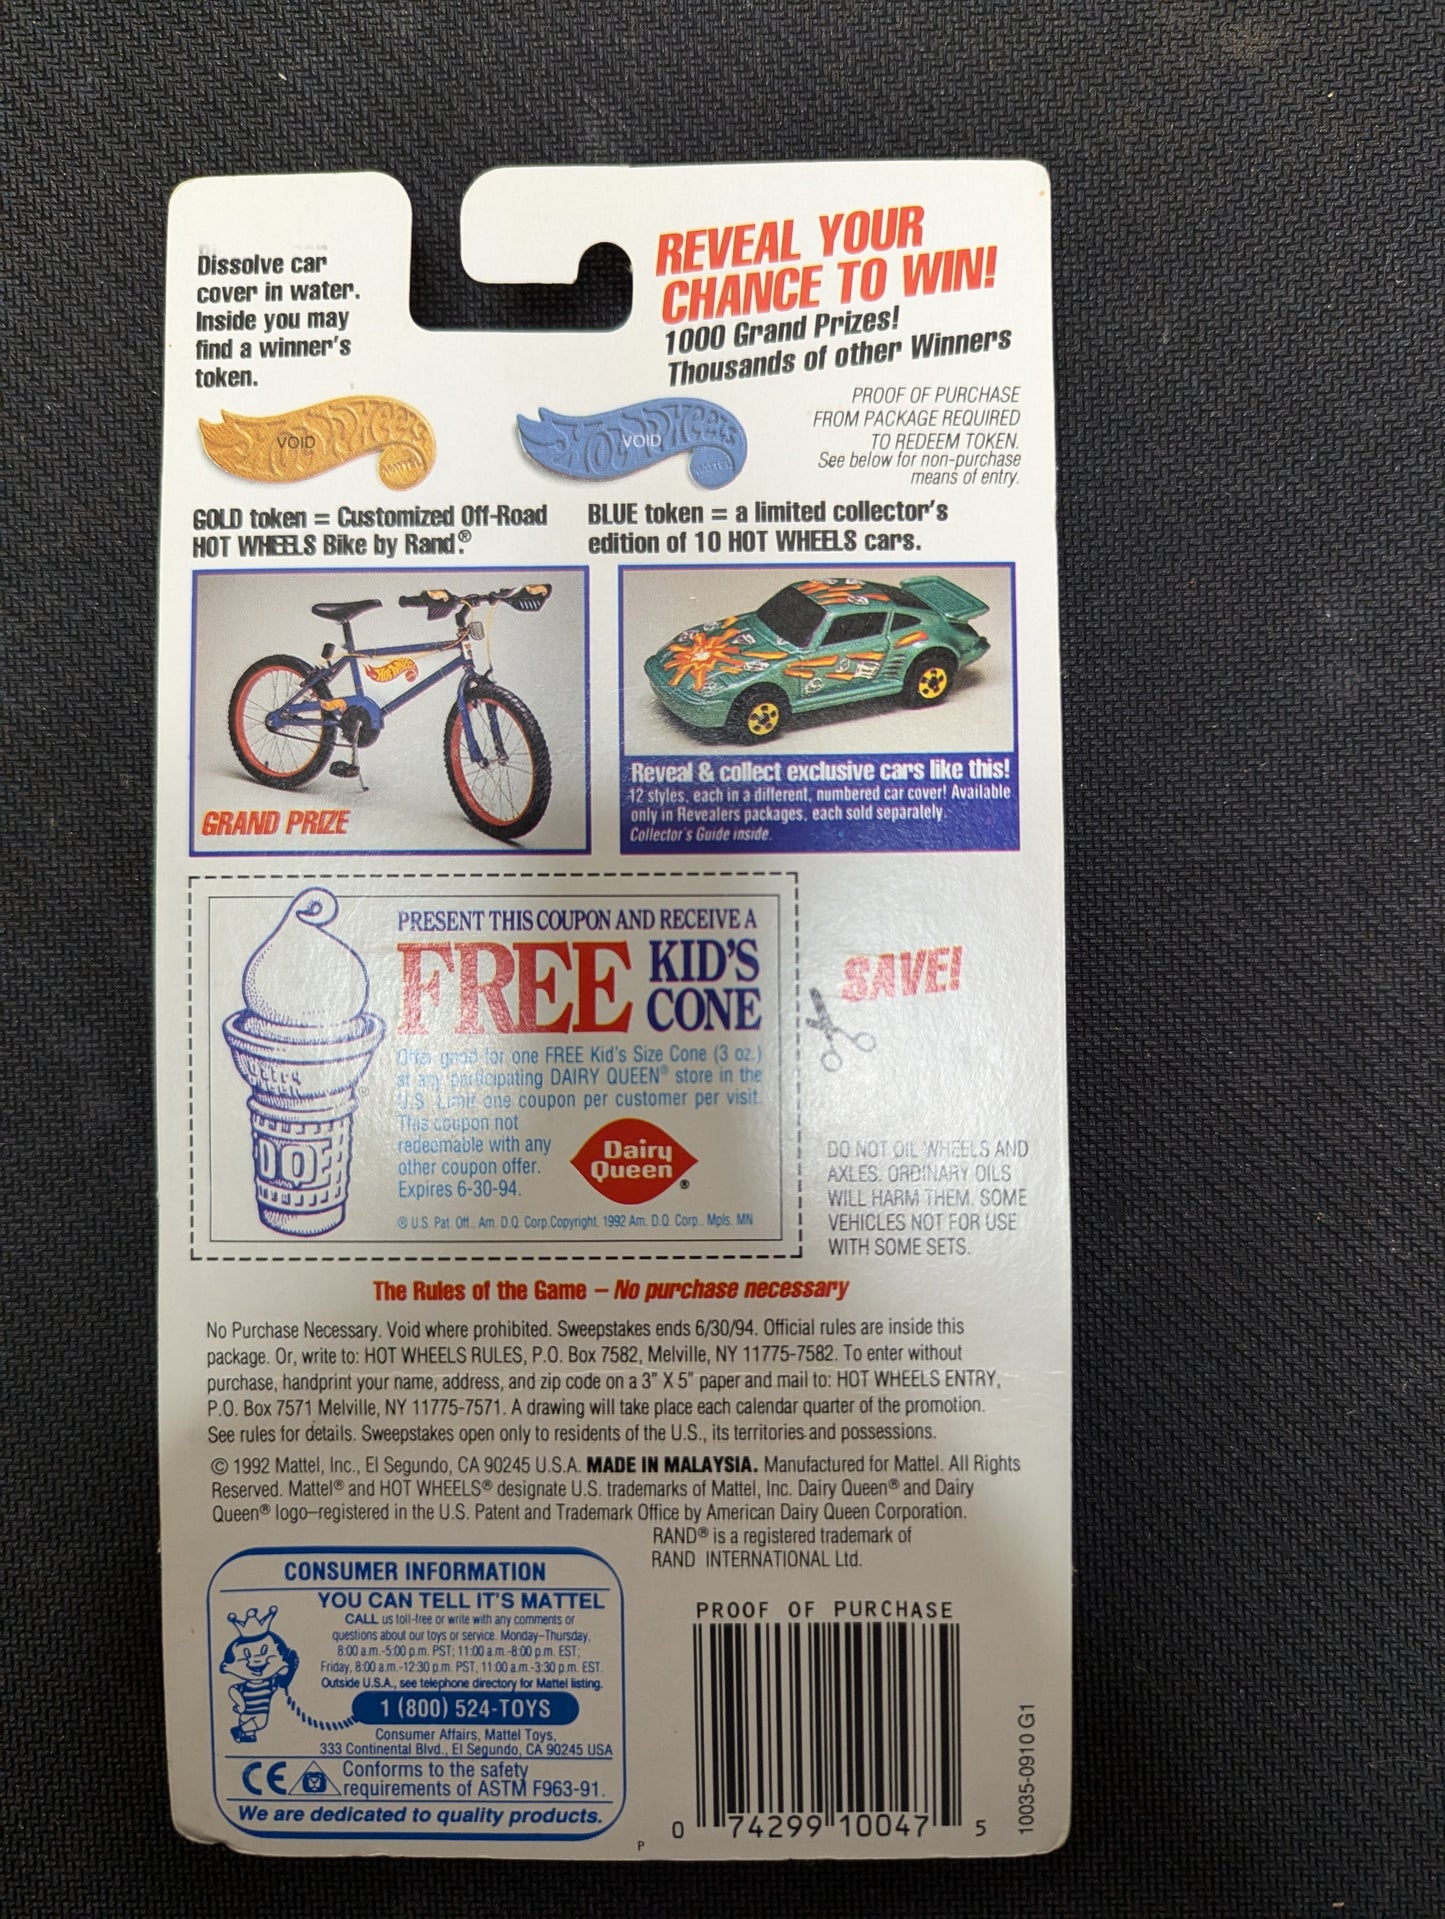 Dissolve car
cover in water.
Inside you may
find a winner's
token.
REVEAL YOUR
CHANCE TO WIN!
1000 Grand Prizes!
Thousands of other Winners
PROOF OF PURCHASE
FROM PACKAGE REQUIRED
TO REDEEM TOKEN.
See below for non-purchase
means of entry.
Hot Wheels
VOID
MATTEL
Hot Wheels
VOID
MATTEL
GOLD token = Customized Off-Road
HOT WHEELS Bike by Rand.®
BLUE token = a limited collector's
edition of 10 HOT WHEELS cars.
HOT WHEELS
GRAND PRIZE
Reveal & collect exclusive cars like this!
12 styles, each in a different, numbered car cover! Available
only in Revealers packages, each sold separately.
Collector's Guide inside.
PRESENT THIS COUPON AND RECEIVE A
FREE KID'S
CONE
Offer good for one FREE Kid's Size Cone (3 oz.)
at any participating DAIRY QUEEN® store in the
U.S. Limit one coupon per customer per visit.
This coupon not
redeemable with any
other coupon offer.
Expires 6-30-94.
Dairy
Queen®
® U.S. Pat. Off., Am. D.Q. Corp.Copyright, 1992 Am. D.Q. Corp., Mpls. MN
SAVE!
DO NOT OIL WHEELS AND
AXLES. ORDINARY OILS
WILL HARM THEM. SOME
VEHICLES NOT FOR USE
WITH SOME SETS.
The Rules of the Game – No purchase necessary
No Purchase Necessary. Void where prohibited. Sweepstakes ends 6/30/94. Official rules are inside this
package. Or, write to: HOT WHEELS RULES, P.O. Box 7582, Melville, NY 11775-7582. To enter without
purchase, handprint your name, address, and zip code on a 3" X 5" paper and mail to: HOT WHEELS ENTRY,
P.O. Box 7571 Melville, NY 11775-7571. A drawing will take place each calendar quarter of the promotion.
See rules for details. Sweepstakes open only to residents of the U.S., its territories and possessions.
© 1992 Mattel, Inc., El Segundo, CA 90245 U.S.A. MADE IN MALAYSIA. Manufactured for Mattel. All Rights
Reserved. Mattel® and HOT WHEELS® designate U.S. trademarks of Mattel, Inc. Dairy Queen® and Dairy
Queen® logo–registered in the U.S. Patent and Trademark Office by American Dairy Queen Corporation.
RAND® is a registered trademark of
RAND INTERNATIONAL Ltd.
CONSUMER INFORMATION
YOU CAN TELL IT'S MATTEL
CALL us toll-free or write with any comments or
questions about our toys or service. Monday–Thursday,
8:00 a.m.-5:00 p.m. PST; 11:00 a.m.-8:00 p.m. EST;
Friday, 8:00 a.m.-12:30 p.m. PST, 11:00 a.m.-3:30 p.m. EST.
Outside U.S.A., see telephone directory for Mattel listing.
1 (800) 524-TOYS
Consumer Affairs, Mattel Toys,
333 Continental Blvd., El Segundo, CA 90245 USA
CE Conforms to the safety
requirements of ASTM F963-91.
We are dedicated to quality products.
P
PROOF OF PURCHASE
0 74299 10047 5
10035-0910 G1